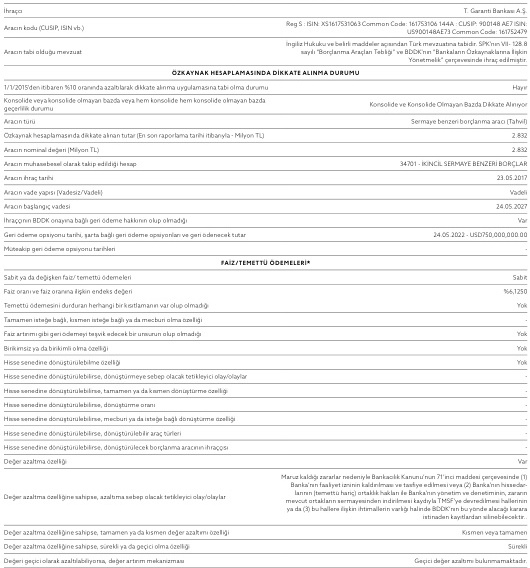 İhraçcı T. Garanti Bankası A.Ş.
Aracın kodu (CUSIP, ISIN vb.) Reg S : ISIN: XS1617531063 Common Code: 161753106 144A : CUSIP: 900148 AE7 ISIN:
US900148AE73 Common Code: 161752479
Aracın tabi olduğu mevzuat İngiliz Hukuku ve belirli maddeler açısından Türk mevzuatına tabidir. SPK'nın VII- 128.8
sayılı "Borçlanma Araçları Tebliği" ve BDDK'nın "Bankaların Özkaynaklarına İlişkin
Yönetmelik" çerçevesinde ihraç edilmiştir.
ÖZKAYNAK HESAPLAMASINDA DİKKATE ALINMA DURUMU
1/1/2015'den itibaren %10 oranında azaltılarak dikkate alınma uygulamasına tabi olma durumu Hayır
Konsolide veya konsolide olmayan bazda veya hem konsolide hem konsolide olmayan bazda
geçerlilik durumu Konsolide ve Konsolide Olmayan Bazda Dikkate Alınıyor
Aracın türü Sermaye benzeri borçlanma aracı (Tahvil)
Özkaynak hesaplamasında dikkate alınan tutar (En son raporlama tarihi itibarıyla - Milyon TL) 2.832
Aracın nominal değeri (Milyon TL) 2.832
Aracın muhasebesel olarak takip edildiği hesap 34701 - İKİNCİL SERMAYE BENZERİ BORÇLAR
Aracın ihraç tarihi 23.05.2017
Aracın vade yapısı (Vadesiz/Vadeli) Vadeli
Aracın başlangıç vadesi 24.05.2027
İhraççının BDDK onayına bağlı geri ödeme hakkının olup olmadığı Var
Geri ödeme opsiyonu tarihi, şarta bağlı geri ödeme opsiyonları ve geri ödenecek tutar 24.05.2022 - USD750,000,000.00
Müteakip geri ödeme opsiyonu tarihleri
FAİZ/TEMETTÜ ÖDEMELERİ*
Sabit ya da değişken faiz/ temettü ödemeleri Sabit
Faiz oranı ve faiz oranına ilişkin endeks değeri %6,1250
Temettü ödemesini durduran herhangi bir kısıtlamanın var olup olmadığı Yok
Tamamen isteğe bağlı, kısmen isteğe bağlı ya da mecburi olma özelliği -
Faiz artırımı gibi geri ödemeyi teşvik edecek bir unsurun olup olmadığı Yok
Birikimsiz ya da birikimli olma özelliği Yok
Hisse senedine dönüştürülebilme özelliği Yok
Hisse senedine dönüştürülebilirse, dönüştürmeye sebep olacak tetikleyici olay/olaylar -
Hisse senedine dönüştürülebilirse, tamamen ya da kısmen dönüştürme özelliği -
Hisse senedine dönüştürülebilirse, dönüştürme oranı -
Hisse senedine dönüştürülebilirse, mecburi ya da isteğe bağlı dönüştürme özelliği -
Hisse senedine dönüştürülebilirse, dönüştürülebilir araç türleri -
Hisse senedine dönüştürülebilirse, dönüştürülecek borçlanma aracının ihraççısı -
Değer azaltma özelliği Var
Değer azaltma özelliğine sahipse, azaltıma sebep olacak tetikleyici olay/olaylar Maruz kaldığı zararlar nedeniyle Bankacılık Kanunu'nun 71'inci maddesi çerçevesinde (1)
Banka'nın faaliyet izninin kaldırılması ve tasfiye edilmesi veya (2) Banka'nın hissedar-
larının (temettü hariç) ortaklık hakları ile Banka'nın yönetim ve denetiminin, zararın
mevcut ortakların sermayesinden indirilmesi kaydıyla TMSF'ye devredilmesi hallerinin
ya da (3) bu hallere ilişkin ihtimallerin varlığı halinde BDDK'nın bu yönde alacağı karara
istinaden kayıtlardan silinebilecektir.
Değer azaltma özelliğine sahipse, tamamen ya da kısmen değer azaltımı özelliği Kısmen veya tamamen
Değer azaltma özelliğine sahipse, sürekli ya da geçici olma özelliği Sürekli
Değeri geçici olarak azaltılabiliyorsa, değer artırım mekanizması Geçici değer azaltımı bulunmamaktadır.